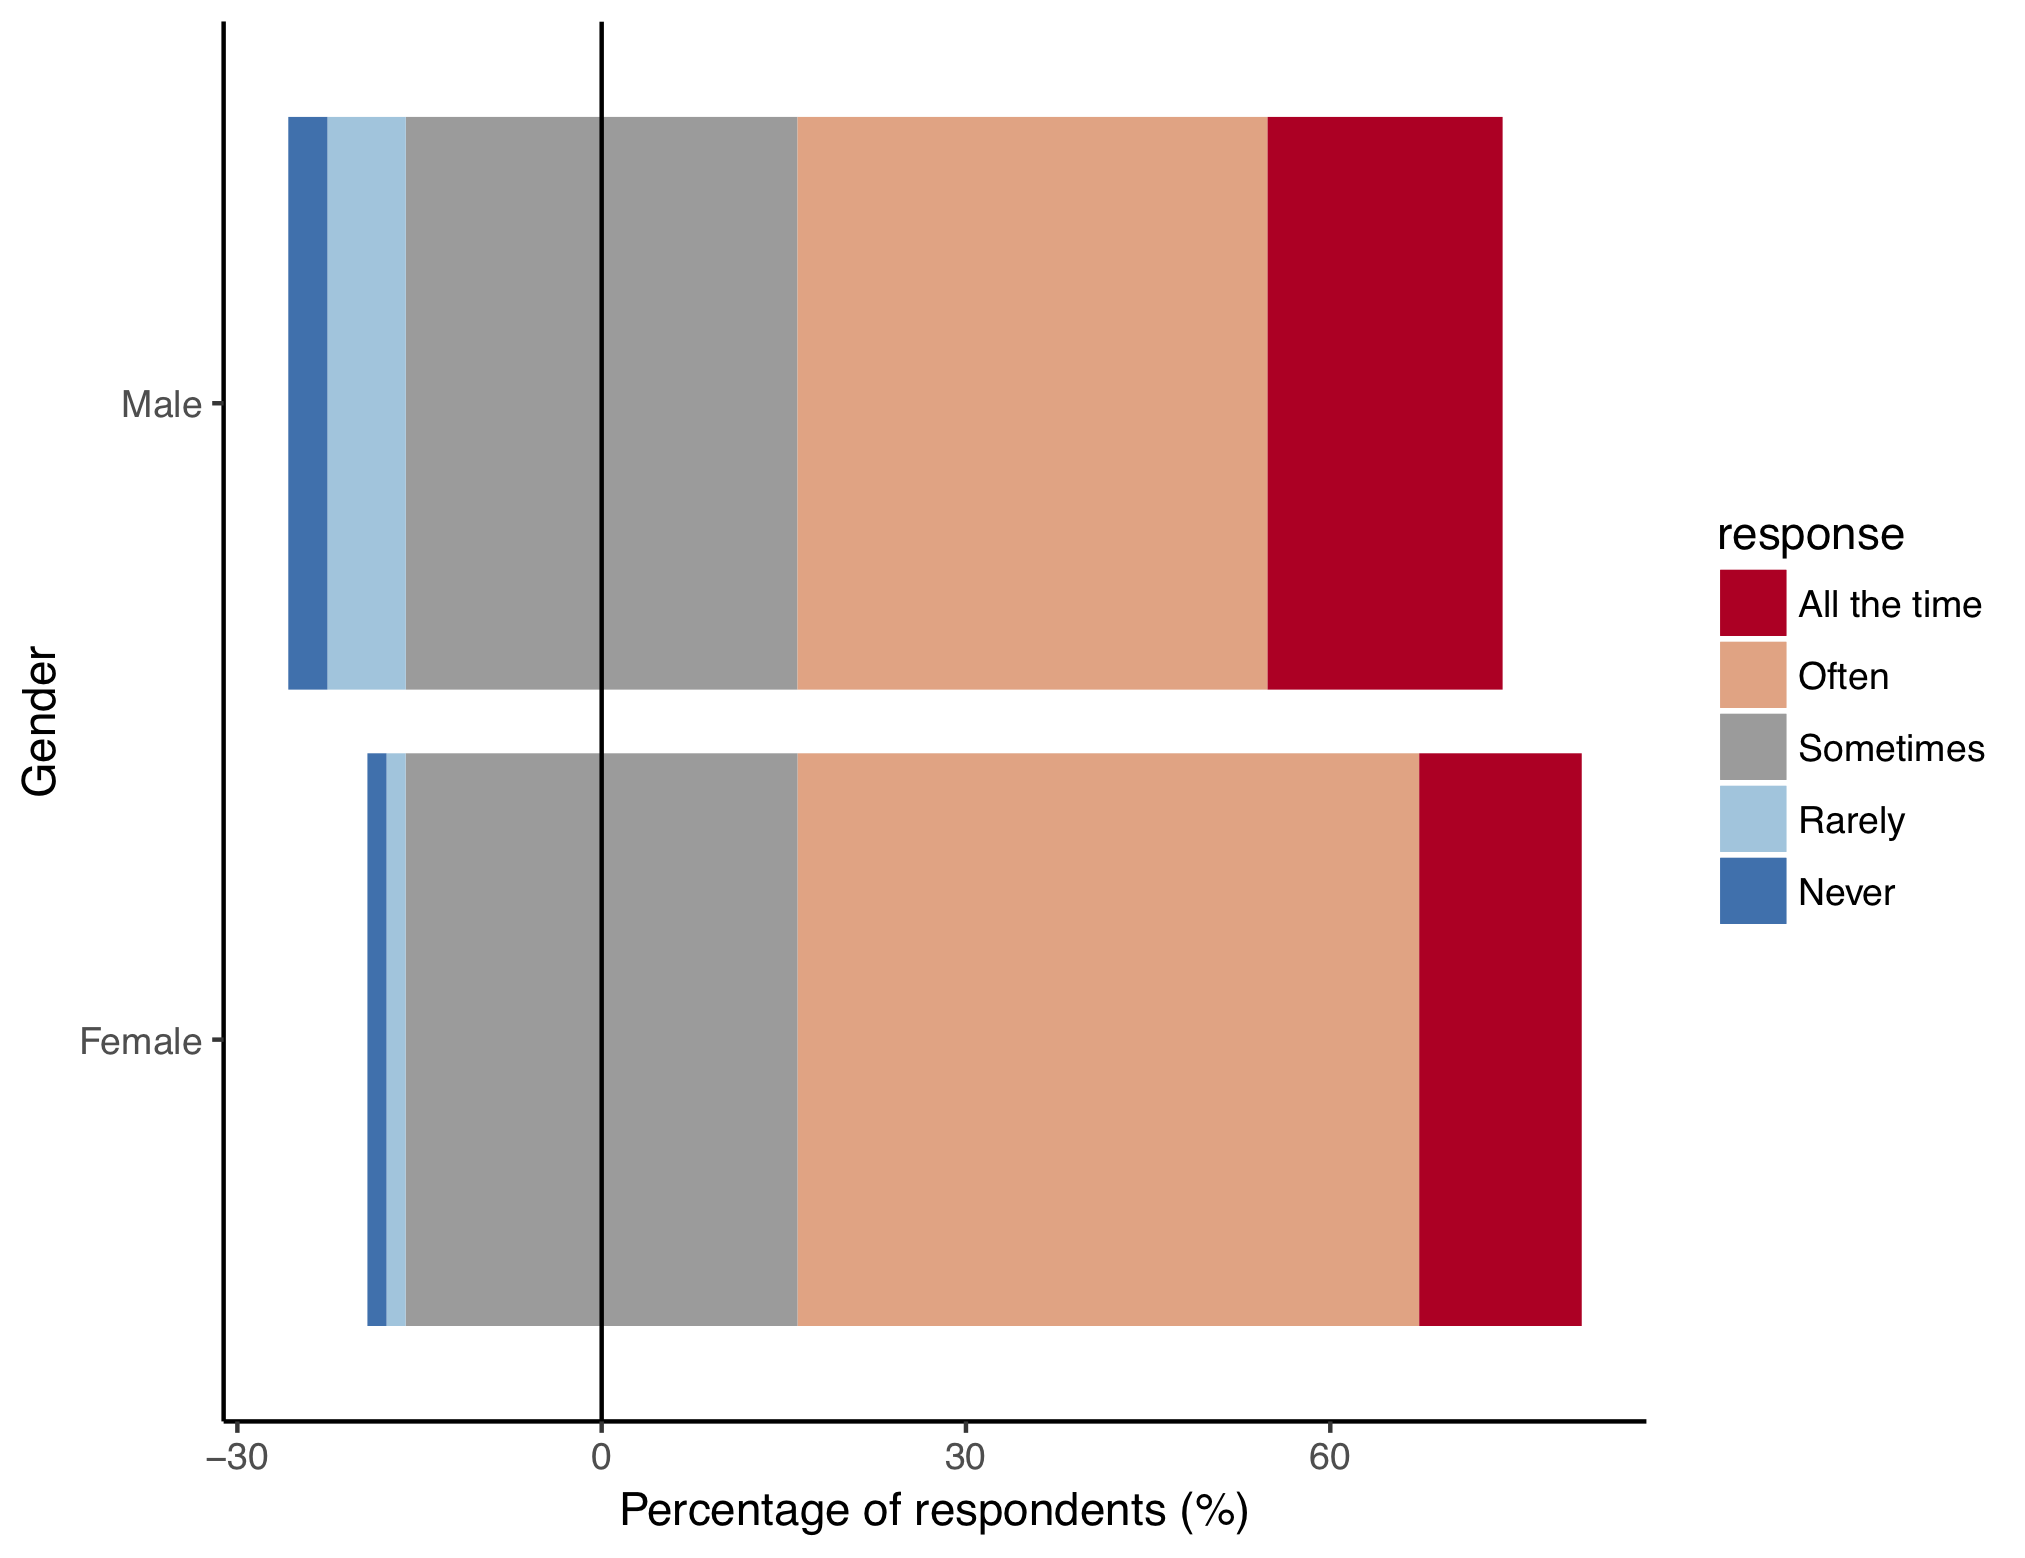 Gender
Male
Female
−30 0 30 60
Percentage of respondents (%)
response
All the time
Often
Sometimes
Rarely
Never